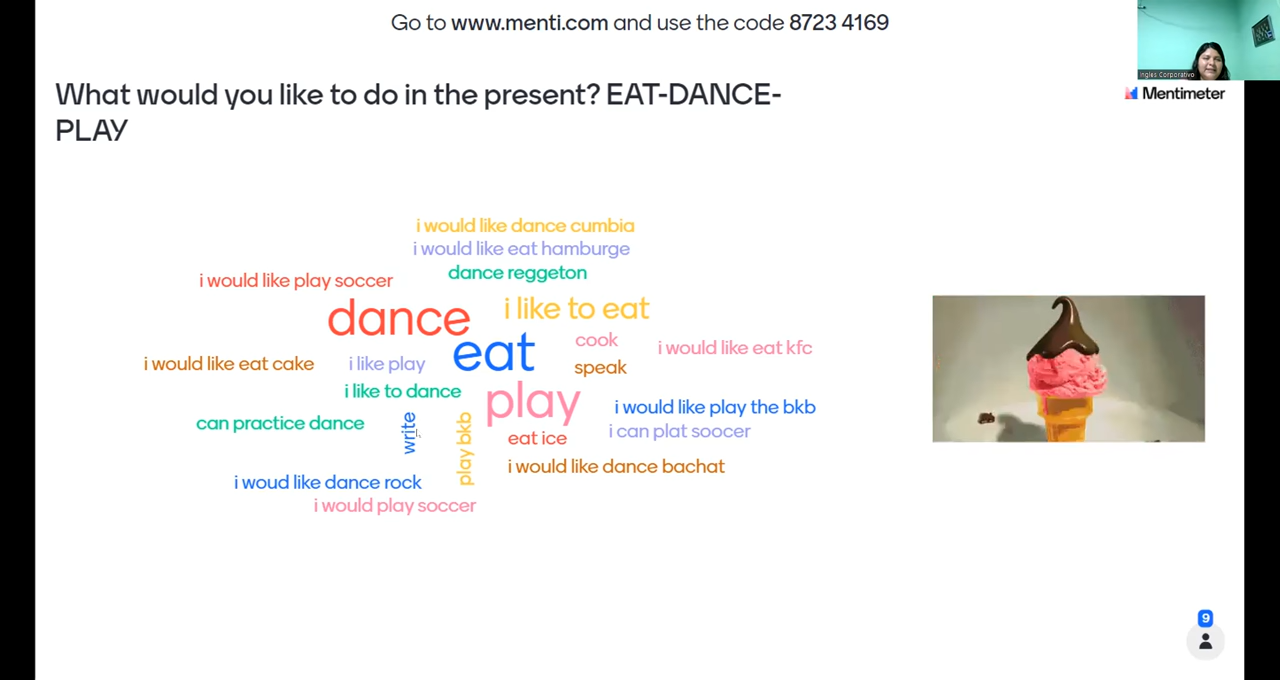 Go to www.menti.com and use the code 8723 4169
Ingles Corporativo
Mentimeter
What would you like to do in the present? EAT-DANCE-
PLAY
i would like dance cumbia
i would like eat hamburge
dance reggeton
i would like play soccer
dance
i like to eat
eat
cook
i would like eat kfc
i would like eat cake
i like play
speak
i like to dance
play
i would like play the bkb
can practice dance
write
play bkb
eat ice
i can plat soocer
i would like dance bachat
i woud like dance rock
i would play soccer
9